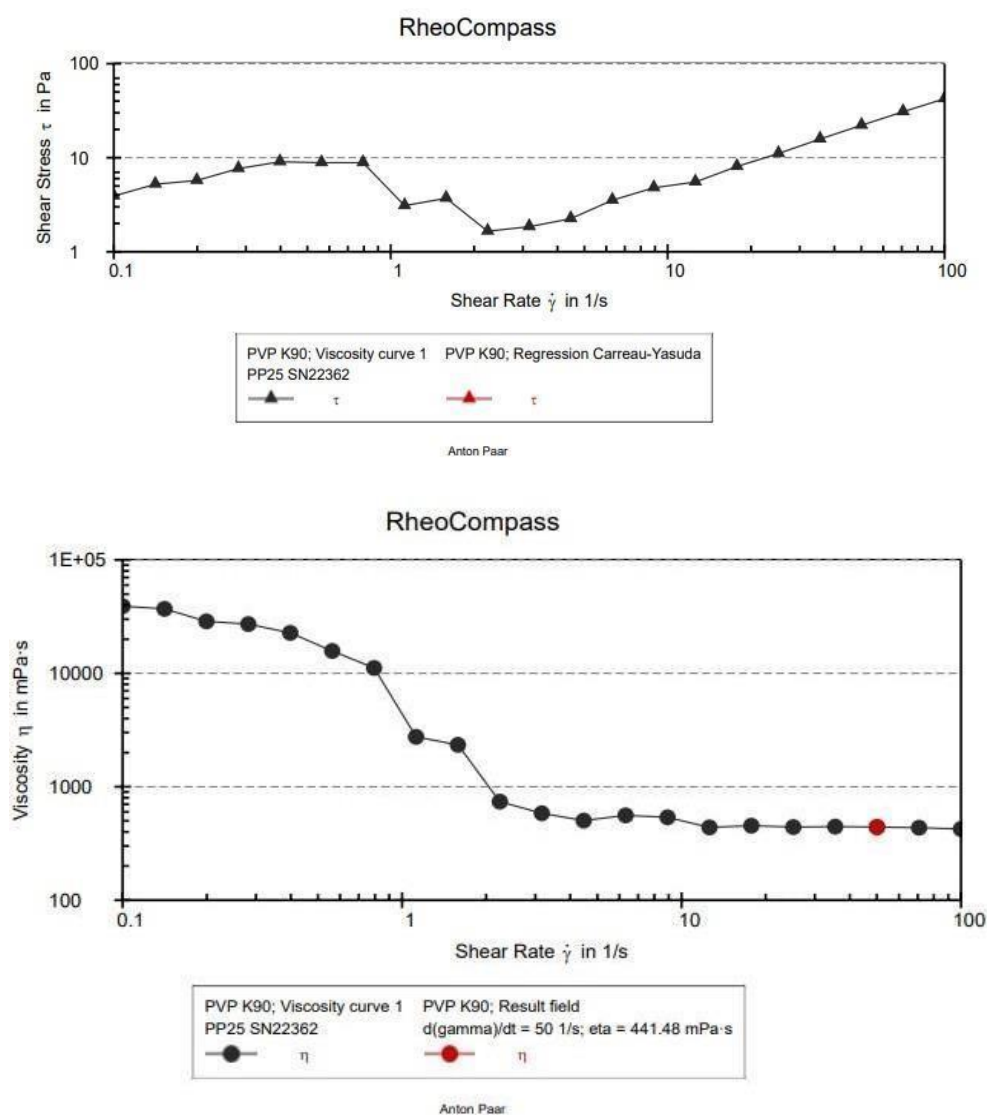 RheoCompass
Shear Stress τ in Pa
100
10
1
0.1
1
10
100
Shear Rate γ̇ in 1/s
PVP K90; Viscosity curve 1 PVP K90; Regression Carreau-Yasuda
PP25 SN22362
τ τ
Anton Paar
RheoCompass
Viscosity η in mPa·s
1E+05
10000
1000
100
0.1
1
10
100
Shear Rate γ̇ in 1/s
PVP K90; Viscosity curve 1 PVP K90; Result field
PP25 SN22362 d(gamma)/dt = 50 1/s; eta = 441.48 mPa·s
η η
Anton Paar